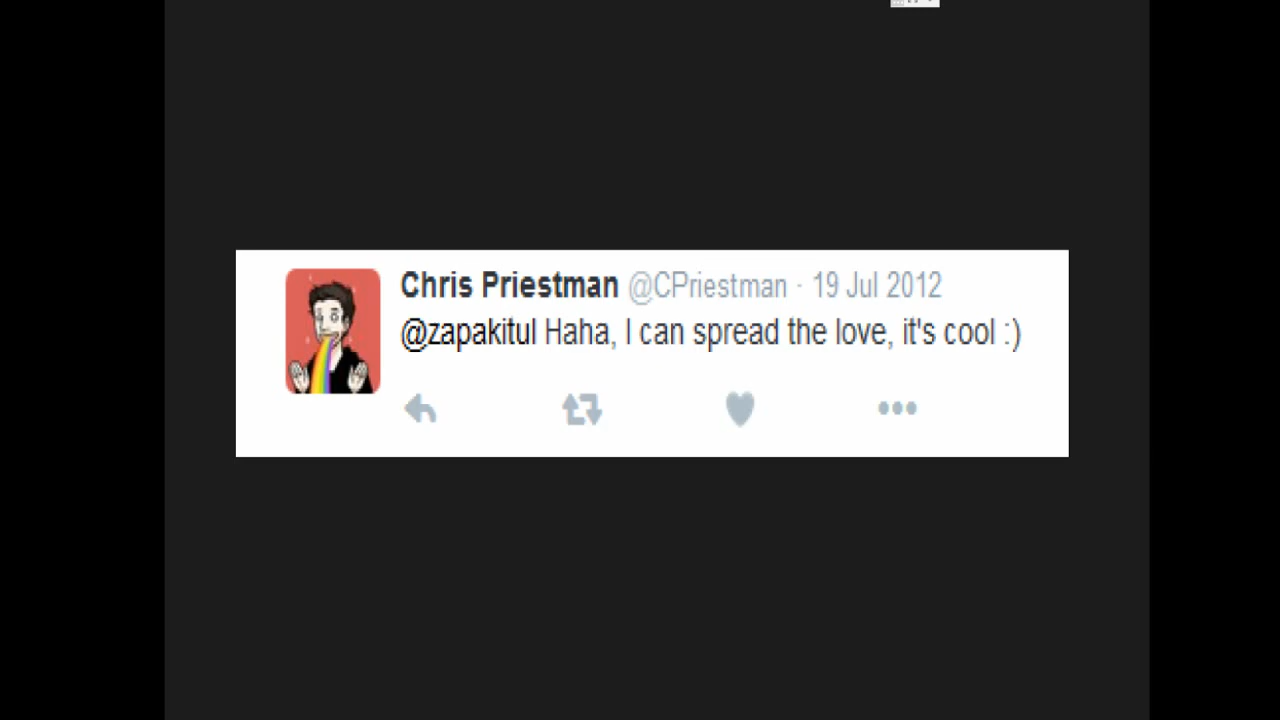 Chris Priestman @CPriestman · 19 Jul 2012
@zapakitul Haha, I can spread the love, it's cool :)